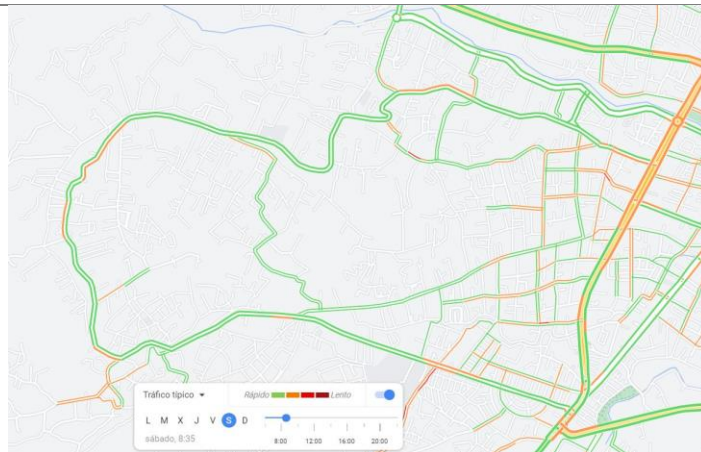 Tráfico típico Rápido Lento
L M X J V S D
sábado, 8:35 8:00 12:00 16:00 20:00